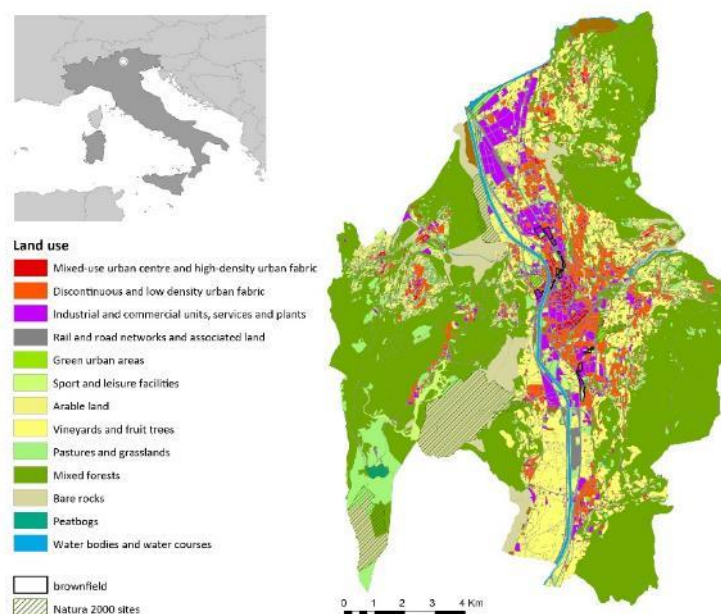 Land use
Mixed-use urban centre and high-density urban fabric
Discontinuous and low density urban fabric
Industrial and commercial units, services and plants
Rail and road networks and associated land
Green urban areas
Sport and leisure facilities
Arable land
Vineyards and fruit trees
Pastures and grasslands
Mixed forests
Bare rocks
Peatbogs
Water bodies and water courses
brownfield
Natura 2000 sites
0 1 2 3 4 Km